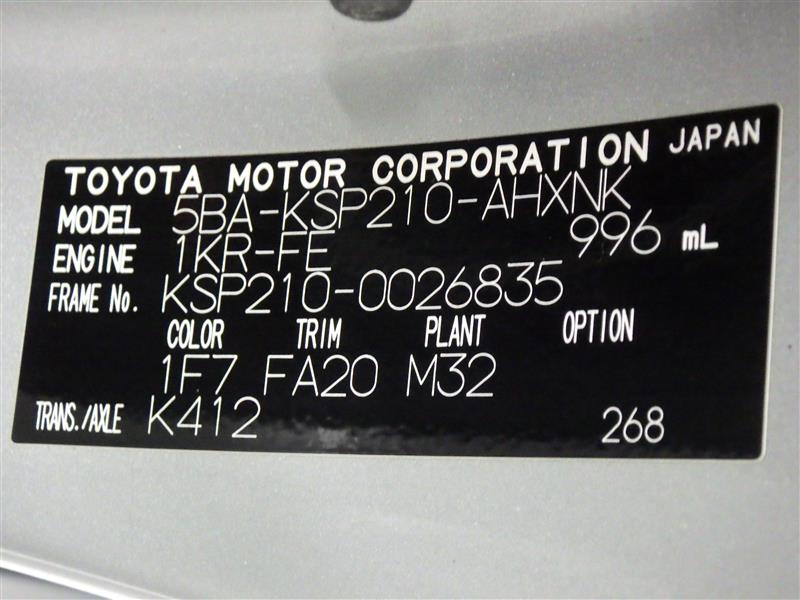 TOYOTA MOTOR CORPORATION JAPAN
MODEL 5BA-KSP210-AHXNK
ENGINE 1KR-FE 996 mL
FRAME No. KSP210-0026835
COLOR TRIM PLANT OPTION
1F7 FA20 M32
TRANS./AXLE K412 268